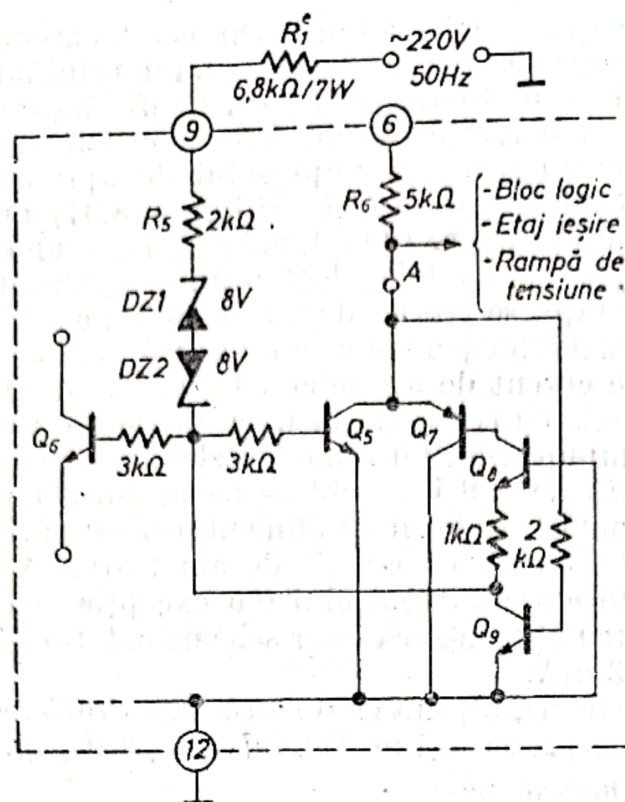 R₁ᵉ
6,8kΩ/7W
~220V
50Hz
9
6
R₅
2kΩ
R₆
5kΩ
-Bloc logic
-Etaj ieșire
-Rampă de
tensiune
A
DZ1
8V
DZ2
8V
Q₆
3kΩ
3kΩ
Q₅
Q₇
Q₈
1kΩ
2
kΩ
Q₉
12